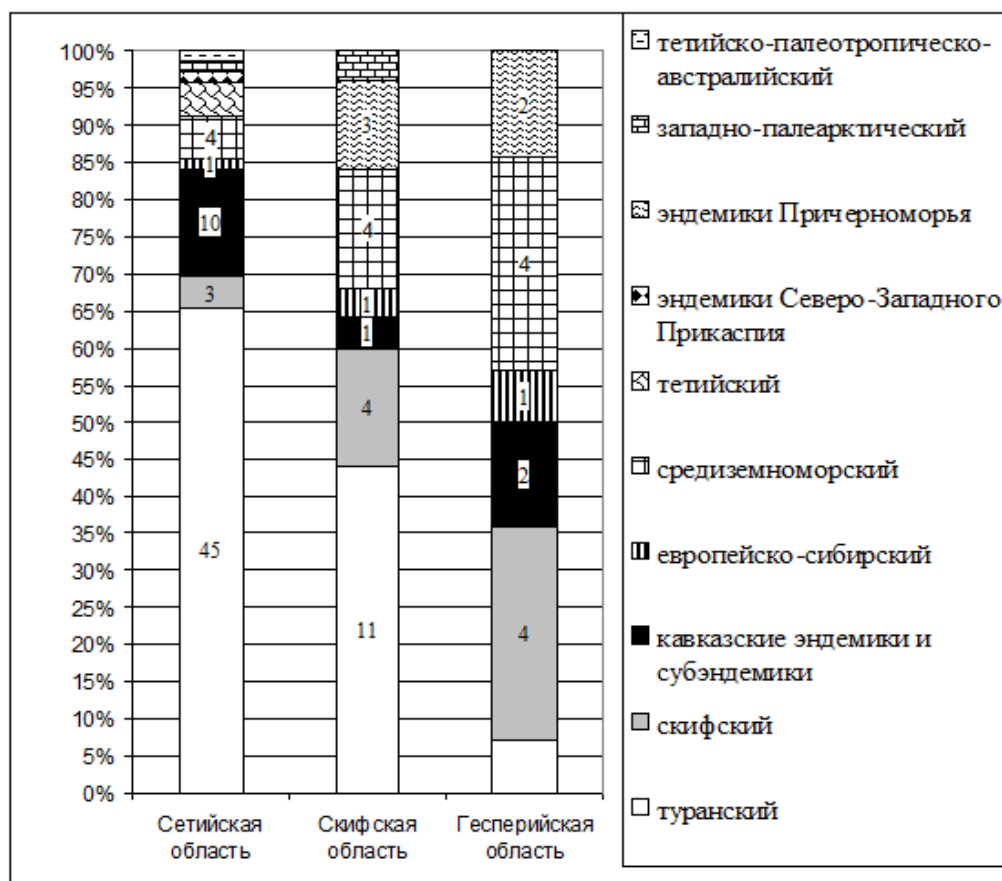 100%
95%
90%
85%
80%
75%
70%
65%
60%
55%
50%
45%
40%
35%
30%
25%
20%
15%
10%
5%
0%
4
1
10
3
45
3
4
1
1
4
11
2
4
1
2
4
Сетийская
область
Скифская
область
Гесперийская
область
тетийско-палеотропическо-
австралийский
западно-палеарктический
эндемики Причерноморья
эндемики Северо-Западного
Прикаспия
тетийский
средиземноморский
европейско-сибирский
кавказские эндемики и
субэндемики
скифский
туранский